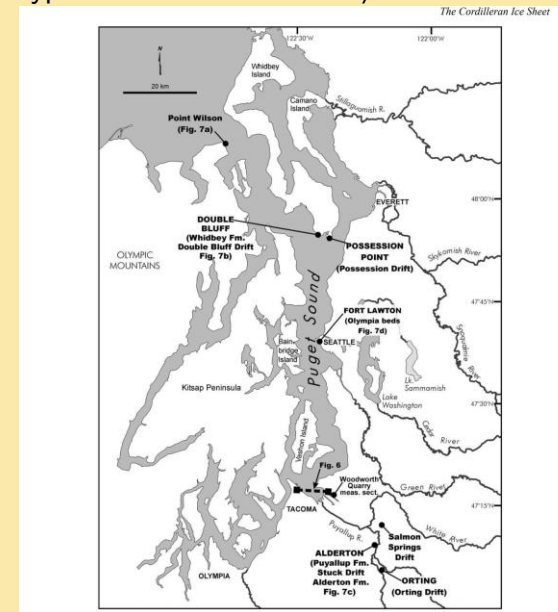 The Cordilleran Ice Sheet
122°30'
122°00'
N
20 km
Whidbey
Island
Camano
Island
Stillaguamish R.
Point Wilson
(Fig. 7a)
EVERETT
48°00'N
DOUBLE
BLUFF
(Whidbey Fm.
Double Bluff Drift
Fig. 7b)
POSSESSION
POINT
(Possession Drift)
Skykomish River
OLYMPIC
MOUNTAINS
Puget Sound
47°45'N
FORT LAWTON
(Olympia beds
Fig. 7d)
Snoqualmie
River
Bain-
bridge
Island
SEATTLE
Lk.
Sammamish
Kitsap Peninsula
Lake
Washington
47°30'N
Cedar
River
Vashon Island
Fig. 6
Woodworth
Quarry
meas. sect.
Green River
47°15'N
TACOMA
Puyallup R.
White River
Salmon
Springs
Drift
ALDERTON
(Puyallup Fm.
Stuck Drift
Alderton Fm.
Fig. 7c)
OLYMPIA
ORTING
(Orting Drift)